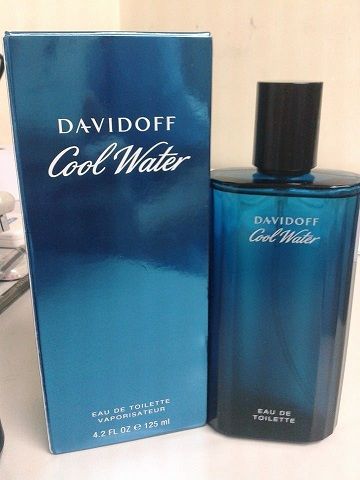 DAVIDOFF
Cool Water
EAU DE TOILETTE
VAPORISATEUR
4.2 FL OZ ℮ 125 ml
DAVIDOFF
Cool Water
EAU DE
TOILETTE